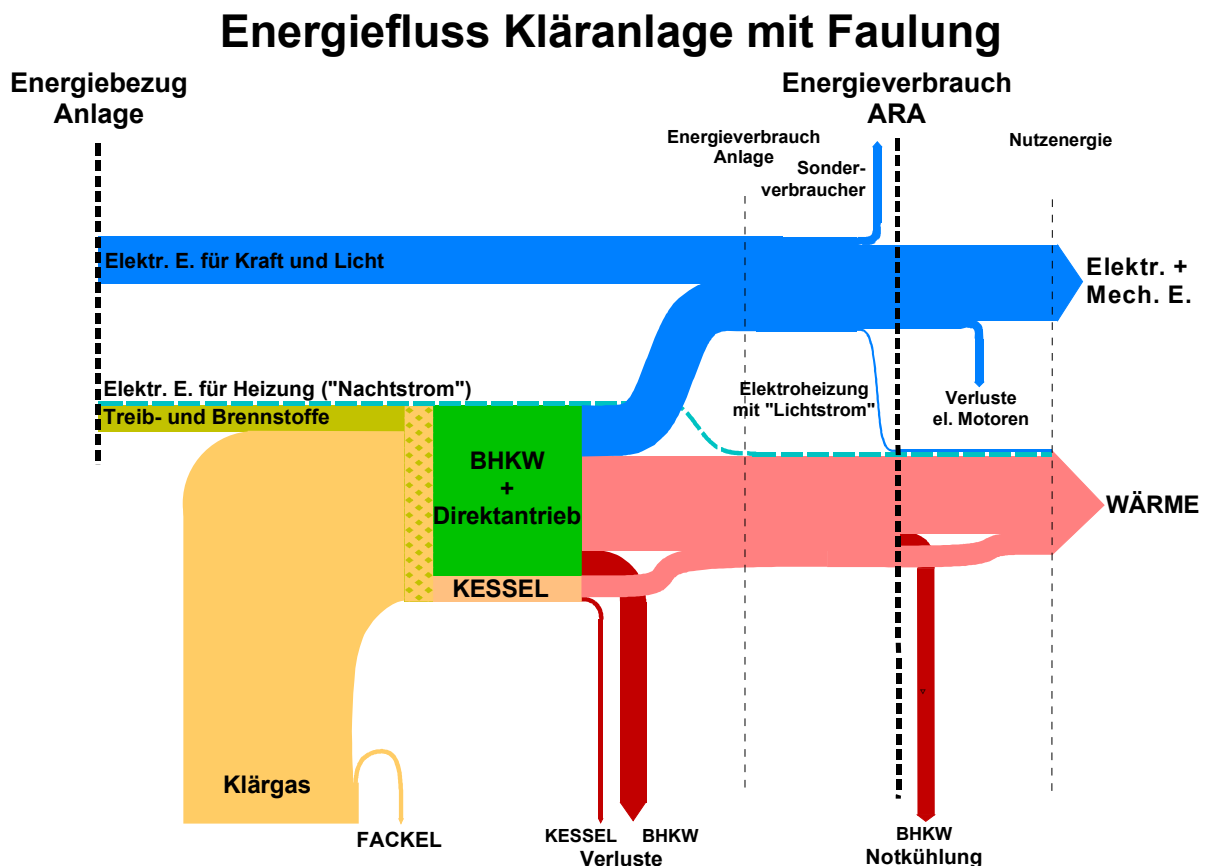 Energiefluss Kläranlage mit Faulung
Energiebezug
Anlage
Energieverbrauch
ARA
Energieverbrauch
Anlage
Nutzenergie
Sonder-
verbraucher
Elektr. E. für Kraft und Licht
Elektr. +
Mech. E.
Elektr. E. für Heizung ("Nachtstrom")
Treib- und Brennstoffe
Elektroheizung
mit "Lichtstrom"
Verluste
el. Motoren
BHKW
+
Direktantrieb
WÄRME
KESSEL
Klärgas
FACKEL
KESSEL
BHKW
Verluste
BHKW
Notkühlung